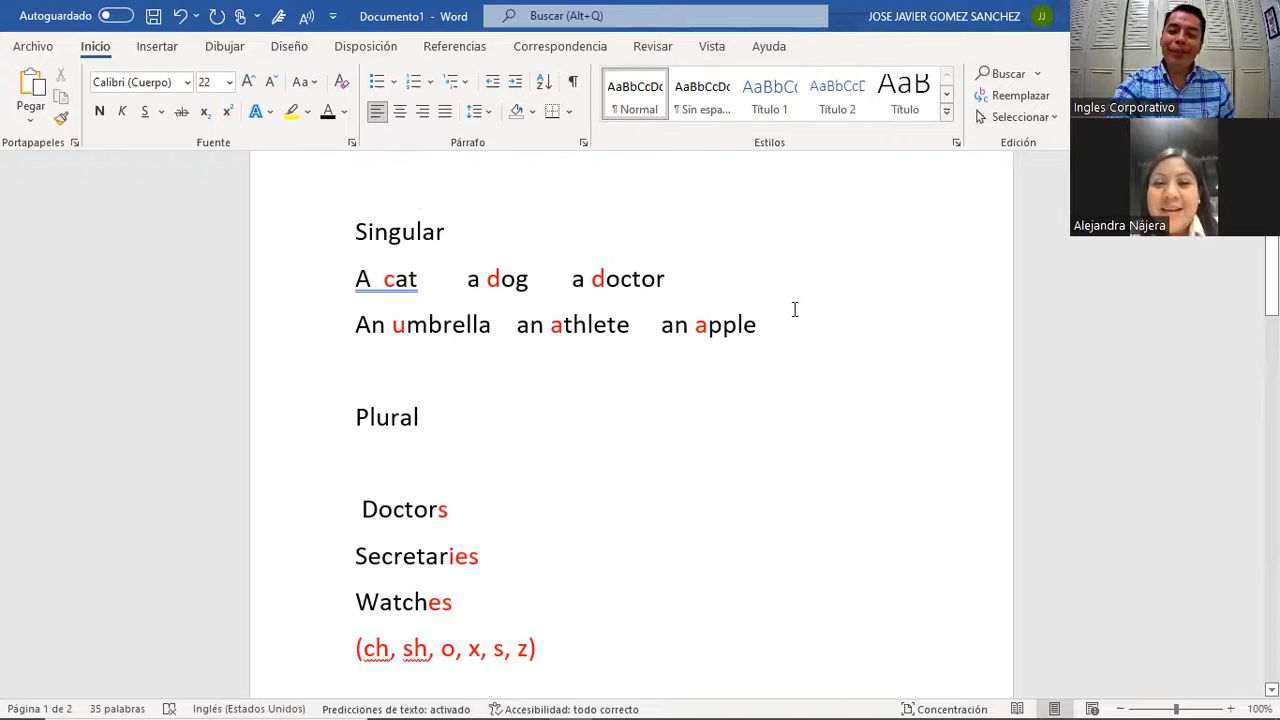 Autoguardado
Documento1 - Word
Buscar (Alt+Q)
JOSE JAVIER GOMEZ SANCHEZ
JJ
Archivo Inicio Insertar Dibujar Diseño Disposición Referencias Correspondencia Revisar Vista Ayuda
Pegar
Calibri (Cuerpo) 22
AaBbCcDc AaBbCcDc AaBbCc AaBbCcD AaB
¶ Normal ¶ Sin espa... Título 1 Título 2 Título
Buscar
Reemplazar
Seleccionar
Portapapeles Fuente Párrafo Estilos
Ingles Corporativo
Alejandra Nájera
Singular
A cat a dog a doctor
An umbrella an athlete an apple
Plural
Doctors
Secretaries
Watches
(ch, sh, o, x, s, z)
Página 1 de 2 35 palabras Inglés (Estados Unidos) Predicciones de texto: activado Accesibilidad: todo correcto Concentración 100%